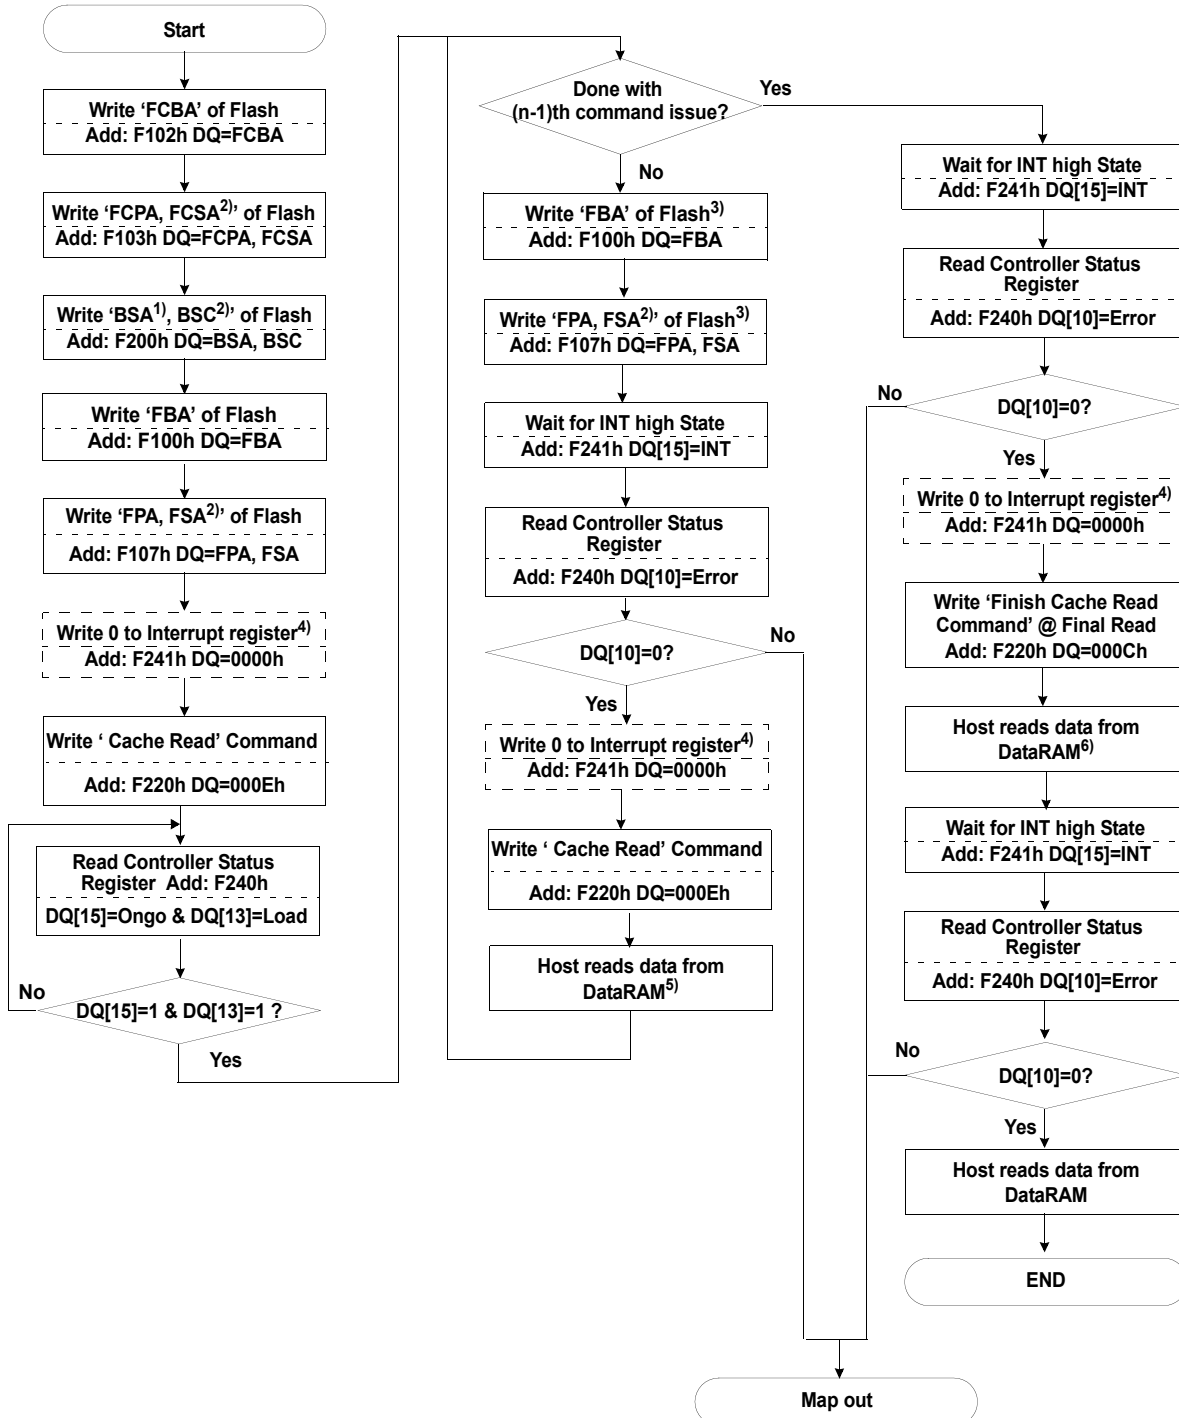 Start
Write ‘FCBA’ of Flash
Add: F102h DQ=FCBA
Write ‘FCPA, FCSA2)’ of Flash
Add: F103h DQ=FCPA, FCSA
Write ‘BSA1), BSC2)’ of Flash
Add: F200h DQ=BSA, BSC
Write ‘FBA’ of Flash
Add: F100h DQ=FBA
Write ‘FPA, FSA2)’ of Flash
Add: F107h DQ=FPA, FSA
Write 0 to Interrupt register4)
Add: F241h DQ=0000h
Write ‘ Cache Read’ Command
Add: F220h DQ=000Eh
Read Controller Status
Register Add: F240h
DQ[15]=Ongo & DQ[13]=Load
No
DQ[15]=1 & DQ[13]=1 ?
Yes
Done with
(n-1)th command issue?
Yes
No
Write ‘FBA’ of Flash3)
Add: F100h DQ=FBA
Write ‘FPA, FSA2)’ of Flash3)
Add: F107h DQ=FPA, FSA
Wait for INT high State
Add: F241h DQ[15]=INT
Read Controller Status
Register
Add: F240h DQ[10]=Error
No
DQ[10]=0?
Yes
Write 0 to Interrupt register4)
Add: F241h DQ=0000h
Write ‘ Cache Read’ Command
Add: F220h DQ=000Eh
Host reads data from
DataRAM5)
Wait for INT high State
Add: F241h DQ[15]=INT
Read Controller Status
Register
Add: F240h DQ[10]=Error
No
DQ[10]=0?
Yes
Write 0 to Interrupt register4)
Add: F241h DQ=0000h
Write ‘Finish Cache Read
Command’ @ Final Read
Add: F220h DQ=000Ch
Host reads data from
DataRAM6)
Wait for INT high State
Add: F241h DQ[15]=INT
Read Controller Status
Register
Add: F240h DQ[10]=Error
No
DQ[10]=0?
Yes
Host reads data from
DataRAM
END
Map out